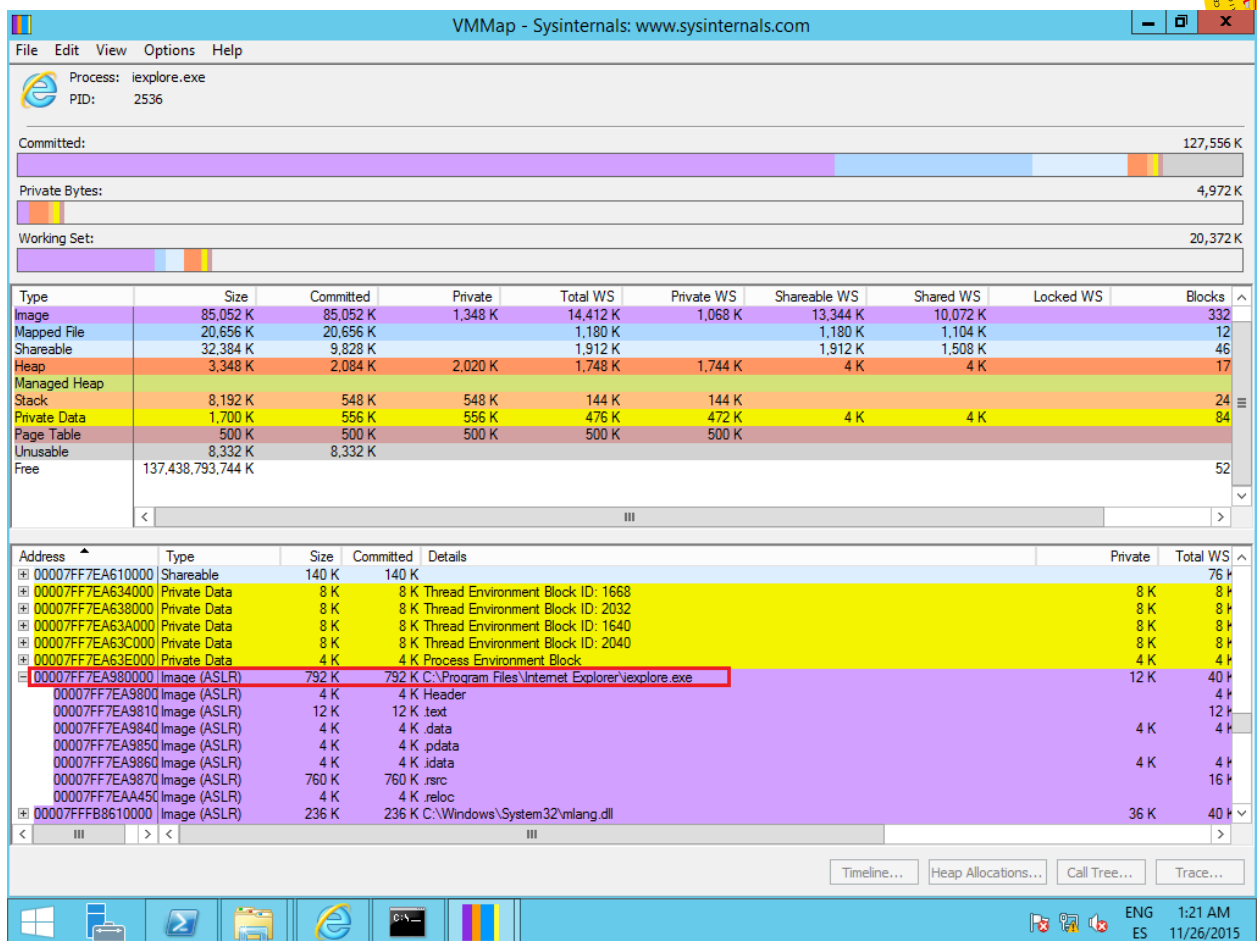 VMMap - Sysinternals: www.sysinternals.com
File Edit View Options Help
Process: iexplore.exe
PID: 2536
Committed: 127,556 K
Private Bytes: 4,972 K
Working Set: 20,372 K
Type Size Committed Private Total WS Private WS Shareable WS Shared WS Locked WS Blocks
Image 85,052 K 85,052 K 1,348 K 14,412 K 1,068 K 13,344 K 10,072 K 332
Mapped File 20,656 K 20,656 K 1,180 K 1,180 K 1,104 K 12
Shareable 32,384 K 9,828 K 1,912 K 1,912 K 1,508 K 46
Heap 3,348 K 2,084 K 2,020 K 1,748 K 1,744 K 4 K 4 K 17
Managed Heap
Stack 8,192 K 548 K 548 K 144 K 144 K 24
Private Data 1,700 K 556 K 556 K 476 K 472 K 4 K 4 K 84
Page Table 500 K 500 K 500 K 500 K 500 K
Unusable 8,332 K 8,332 K
Free 137,438,793,744 K 52
Address Type Size Committed Details Private Total WS
00007FF7EA610000 Shareable 140 K 140 K 76 K
00007FF7EA634000 Private Data 8 K 8 K Thread Environment Block ID: 1668 8 K 8 K
00007FF7EA638000 Private Data 8 K 8 K Thread Environment Block ID: 2032 8 K 8 K
00007FF7EA63A000 Private Data 8 K 8 K Thread Environment Block ID: 1640 8 K 8 K
00007FF7EA63C000 Private Data 8 K 8 K Thread Environment Block ID: 2040 8 K 8 K
00007FF7EA63E000 Private Data 4 K 4 K Process Environment Block 4 K 4 K
00007FF7EA980000 Image (ASLR) 792 K 792 K C:\Program Files\Internet Explorer\iexplore.exe 12 K 40 K
00007FF7EA9800 Image (ASLR) 4 K 4 K Header 4 K
00007FF7EA9810 Image (ASLR) 12 K 12 K .text 12 K
00007FF7EA9840 Image (ASLR) 4 K 4 K .data 4 K 4 K
00007FF7EA9850 Image (ASLR) 4 K 4 K .pdata
00007FF7EA9860 Image (ASLR) 4 K 4 K .idata 4 K 4 K
00007FF7EA9870 Image (ASLR) 760 K 760 K .rsrc 16 K
00007FF7EAA450 Image (ASLR) 4 K 4 K .reloc
00007FFFB8610000 Image (ASLR) 236 K 236 K C:\Windows\System32\mlang.dll 36 K 40 K
Timeline... Heap Allocations... Call Tree... Trace...
C:\
ENG 1:21 AM
ES 11/26/2015